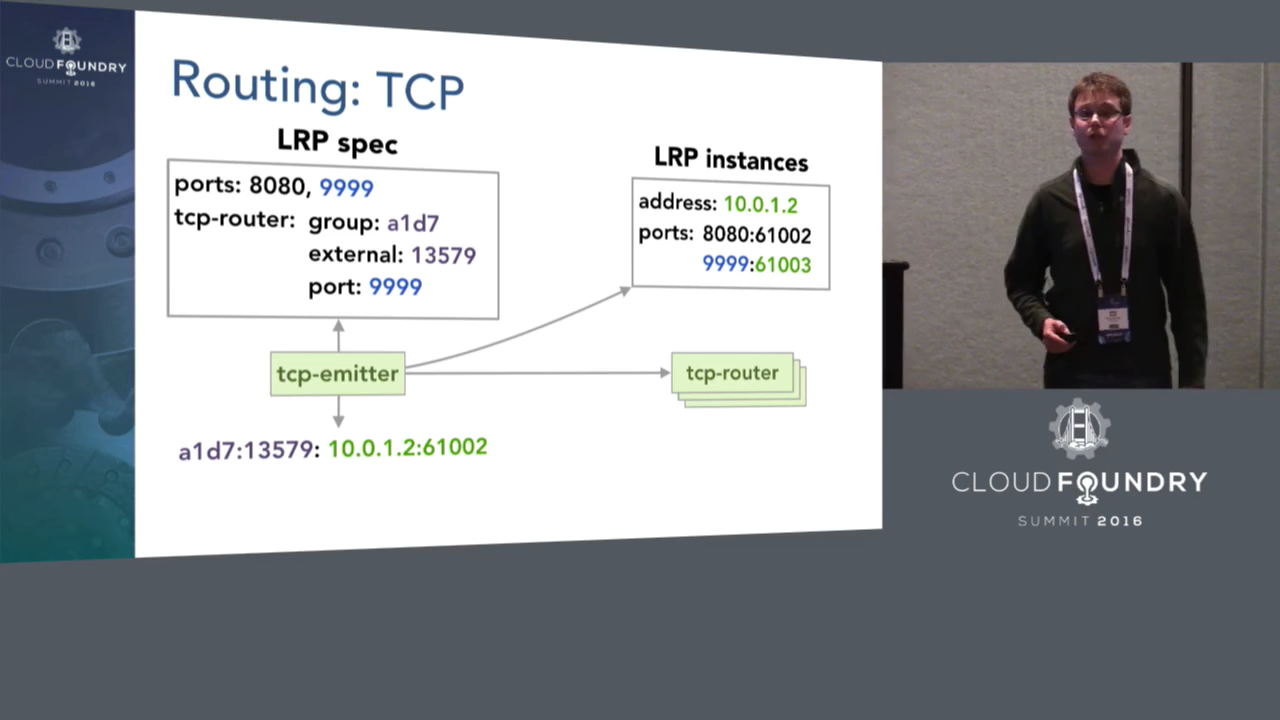 CLOUD FOUNDRY
SUMMIT 2016
Routing: TCP
LRP spec
ports: 8080, 9999
tcp-router: group: a1d7
external: 13579
port: 9999
LRP instances
address: 10.0.1.2
ports: 8080:61002
9999:61003
tcp-emitter
tcp-router
a1d7:13579: 10.0.1.2:61002
CLOUD FOUNDRY
SUMMIT 2016